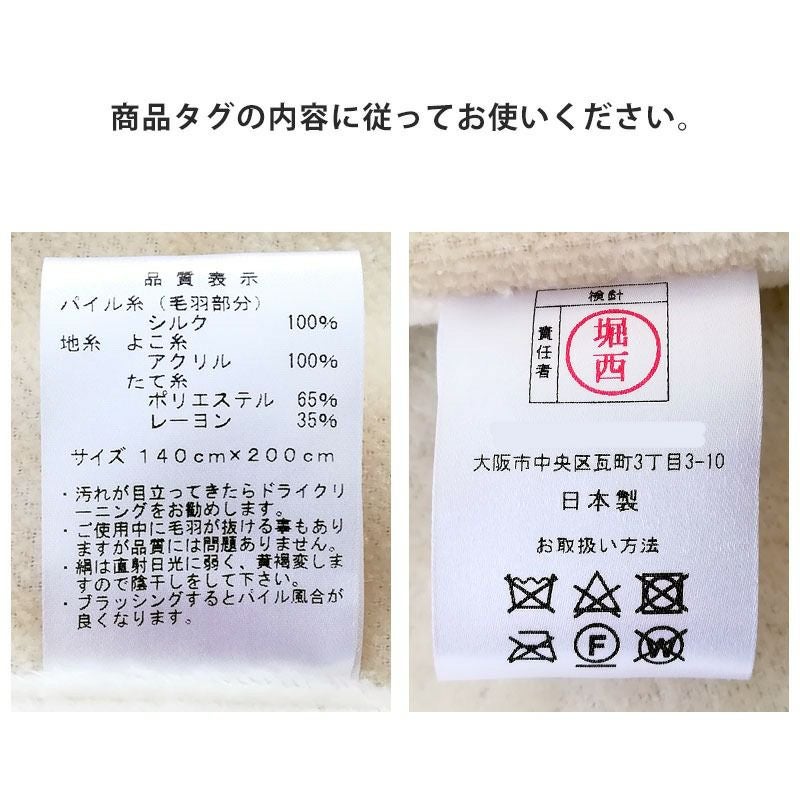 商品タグの内容に従ってお使いください。
品質表示
パイル糸(毛羽部分)
シルク 100%
地糸 よこ糸
アクリル 100%
たて糸
ポリエステル 65%
レーヨン 35%
サイズ 140cm×200cm
・汚れが目立ってきたらドライクリ
ーニングをお勧めします。
・ご使用中に毛羽が抜ける事もあり
ますが品質には問題ありません。
・絹は直射日光に弱く、黄褐変しま
すので陰干しをして下さい。
・ブラッシングするとパイル風合が
良くなります。
検針
責任者
堀西
大阪市中央区瓦町3丁目3-10
日本製
お取扱い方法
F
W